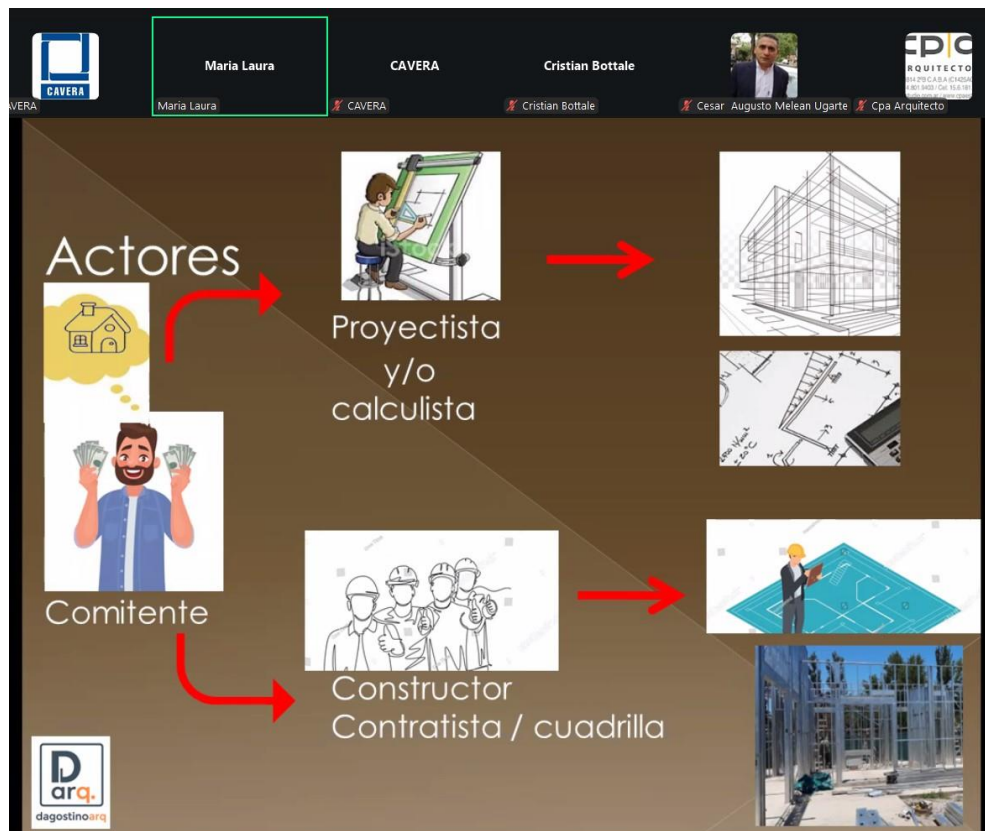 CAVERA
AVERA
Maria Laura
Maria Laura
CAVERA
CAVERA
Cristian Bottale
Cristian Bottale
Cesar Augusto Melean Ugarte
Cpa Arquitecto
Actores
Proyectista
y/o
calculista
Comitente
Constructor
Contratista / cuadrilla
D
arq.
dagostinoarq